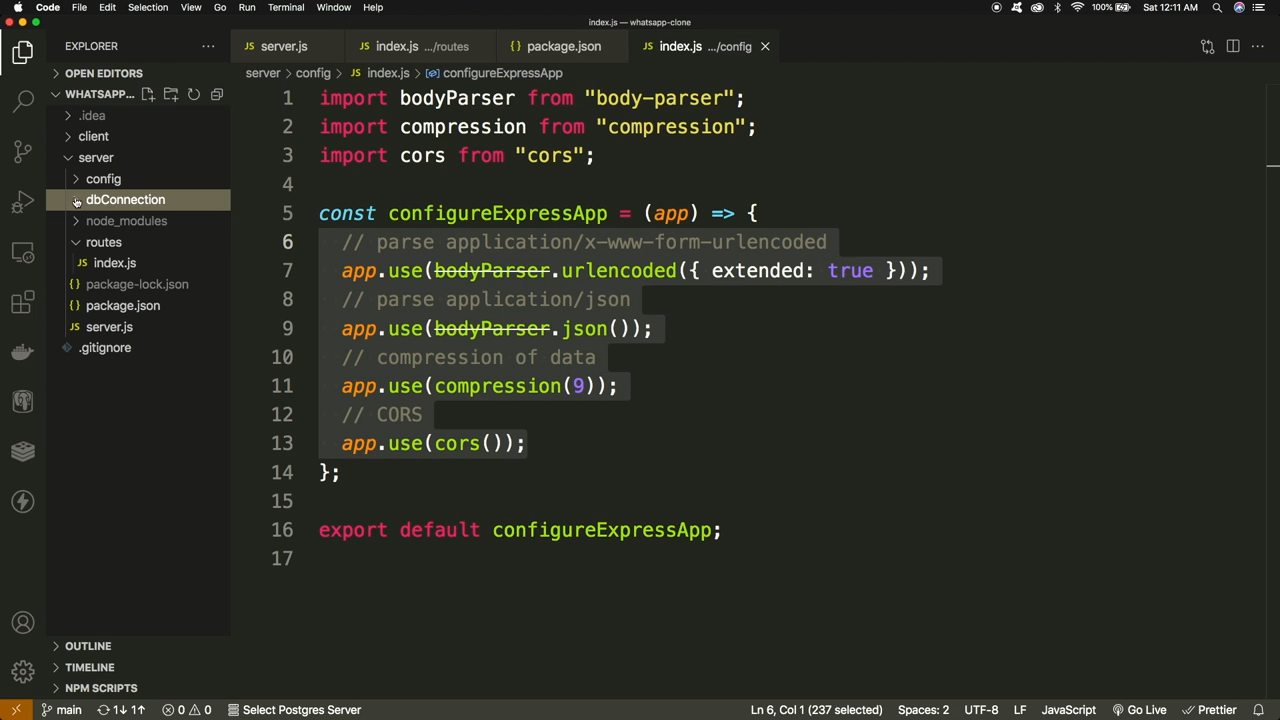 Code File Edit Selection View Go Run Terminal Window Help 100% Sat 12:11 AM
index.js — whatsapp-clone
EXPLORER
JS server.js JS index.js .../routes {} package.json JS index.js .../config
OPEN EDITORS
server config JS index.js configureExpressApp
WHATSAPP...
.idea
client
server
config
dbConnection
node_modules
routes
JS index.js
{} package-lock.json
{} package.json
JS server.js
.gitignore
1 import bodyParser from "body-parser";
2 import compression from "compression";
3 import cors from "cors";
4
5 const configureExpressApp = (app) => {
6 // parse application/x-www-form-urlencoded
7 app.use(bodyParser.urlencoded({ extended: true }));
8 // parse application/json
9 app.use(bodyParser.json());
10 // compression of data
11 app.use(compression(9));
12 // CORS
13 app.use(cors());
14 };
15
16 export default configureExpressApp;
17
OUTLINE
TIMELINE
NPM SCRIPTS
main 1↓ 1↑ 0 0 Select Postgres Server Ln 6, Col 1 (237 selected) Spaces: 2 UTF-8 LF JavaScript Go Live Prettier